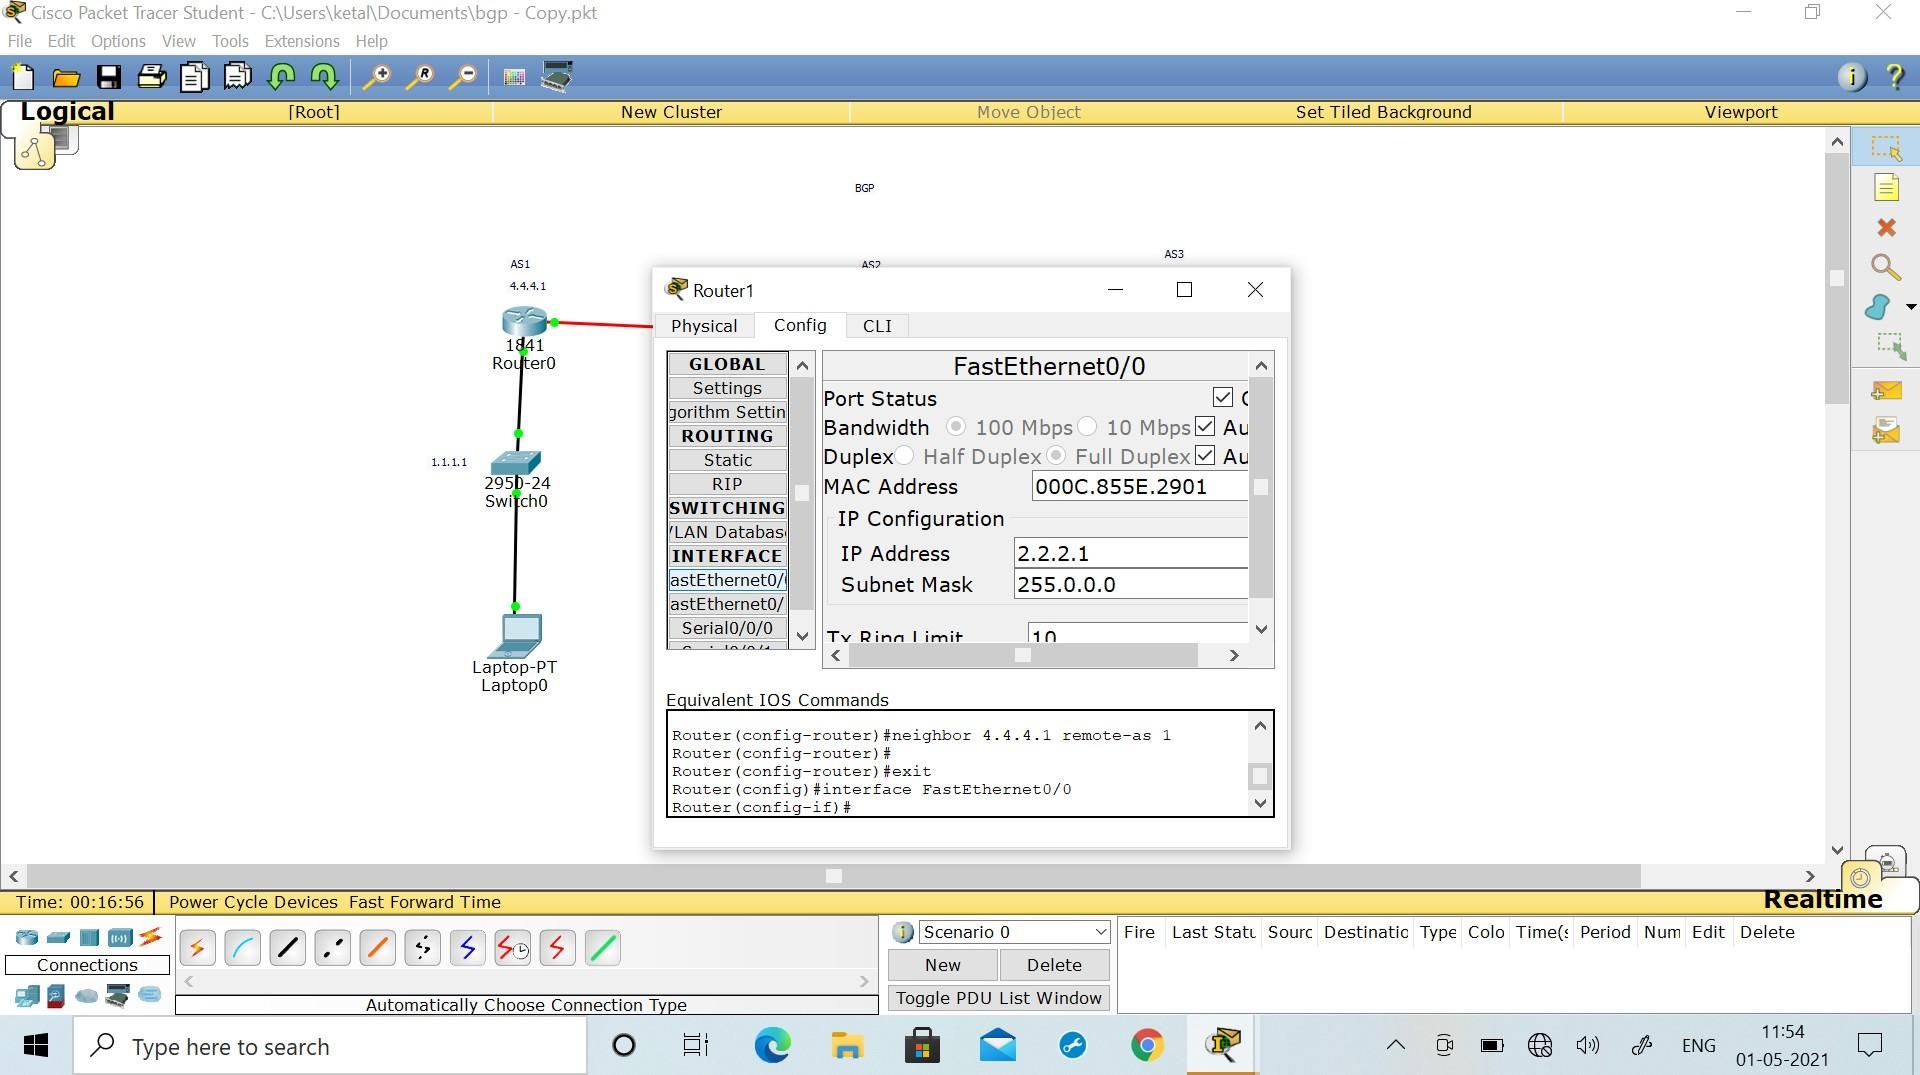 Cisco Packet Tracer Student - C:\Users\ketal\Documents\bgp - Copy.pkt
File Edit Options View Tools Extensions Help
Logical [Root] New Cluster Move Object Set Tiled Background Viewport
BGP
AS1
AS2
AS3
4.4.4.1
1841
Router0
1.1.1.1
2950-24
Switch0
Laptop-PT
Laptop0
Router1
Physical Config CLI
GLOBAL
Settings
gorithm Settin
ROUTING
Static
RIP
SWITCHING
VLAN Databas
INTERFACE
astEthernet0/
astEthernet0/
Serial0/0/0
Serial0/0/1
FastEthernet0/0
Port Status
Bandwidth 100 Mbps 10 Mbps Au
Duplex Half Duplex Full Duplex Au
MAC Address 000C.855E.2901
IP Configuration
IP Address 2.2.2.1
Subnet Mask 255.0.0.0
Tx Ring Limit 10
Equivalent IOS Commands
Router(config-router)#neighbor 4.4.4.1 remote-as 1
Router(config-router)#
Router(config-router)#exit
Router(config)#interface FastEthernet0/0
Router(config-if)#
Time: 00:16:56 Power Cycle Devices Fast Forward Time Realtime
Connections
Automatically Choose Connection Type
Scenario 0
New Delete
Toggle PDU List Window
Fire Last Statu Sourc Destinatio Type Colo Time(s Period Num Edit Delete
Type here to search
ENG
11:54
01-05-2021